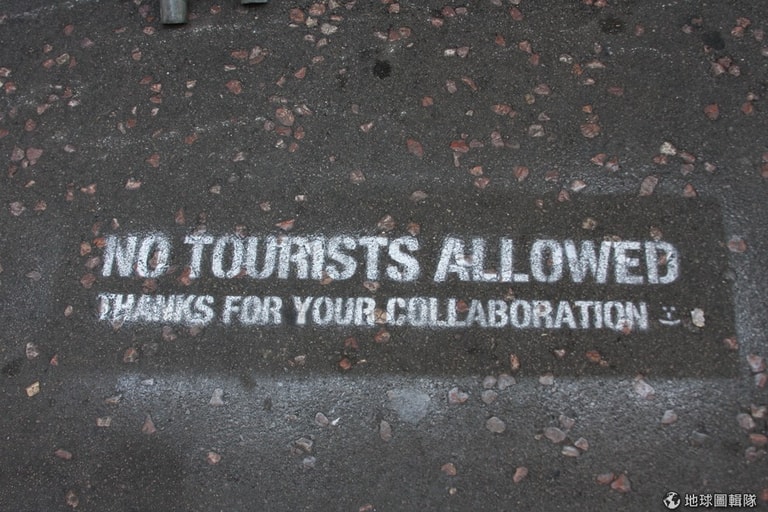 NO TOURISTS ALLOWED
THANKS FOR YOUR COLLABORATION :)
地球圖輯隊